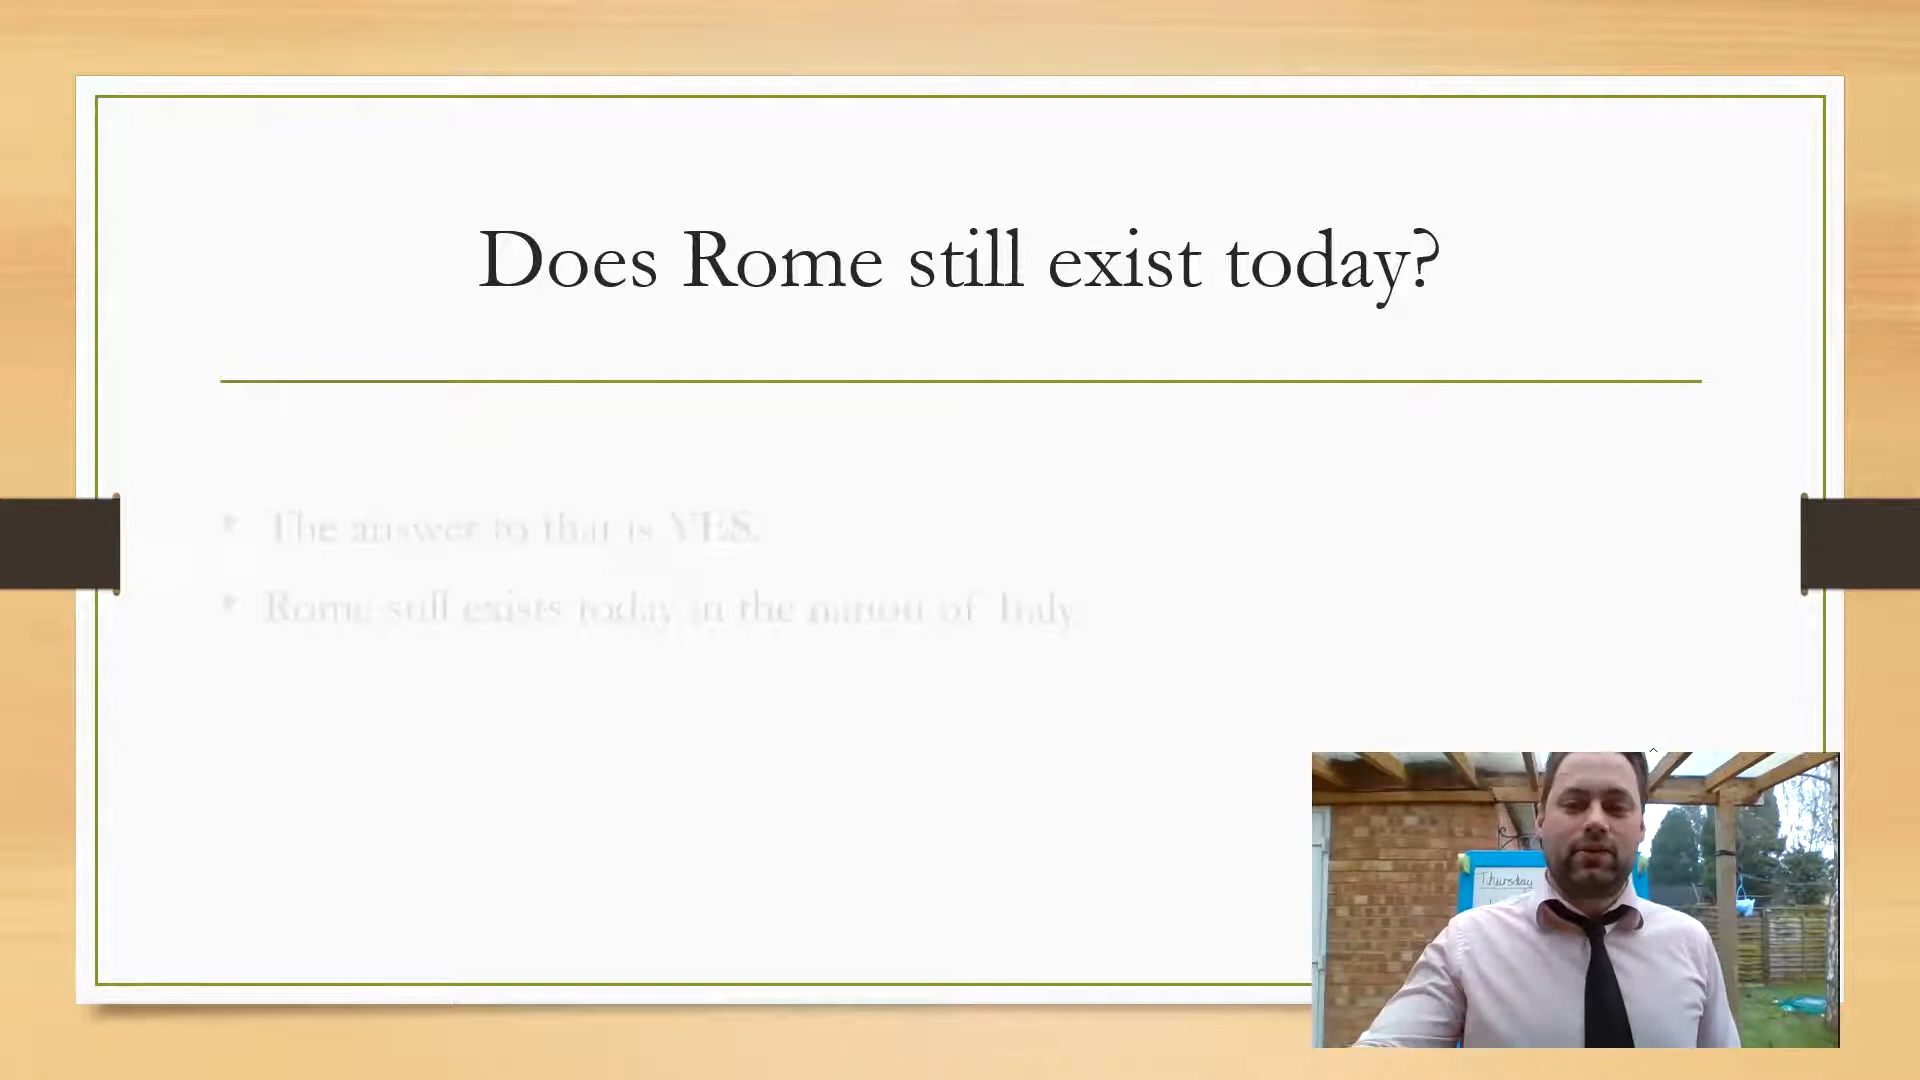 Does Rome still exist today?
• The answer to that is YES.
• Rome still exists today in the nation of Italy.
Thursday